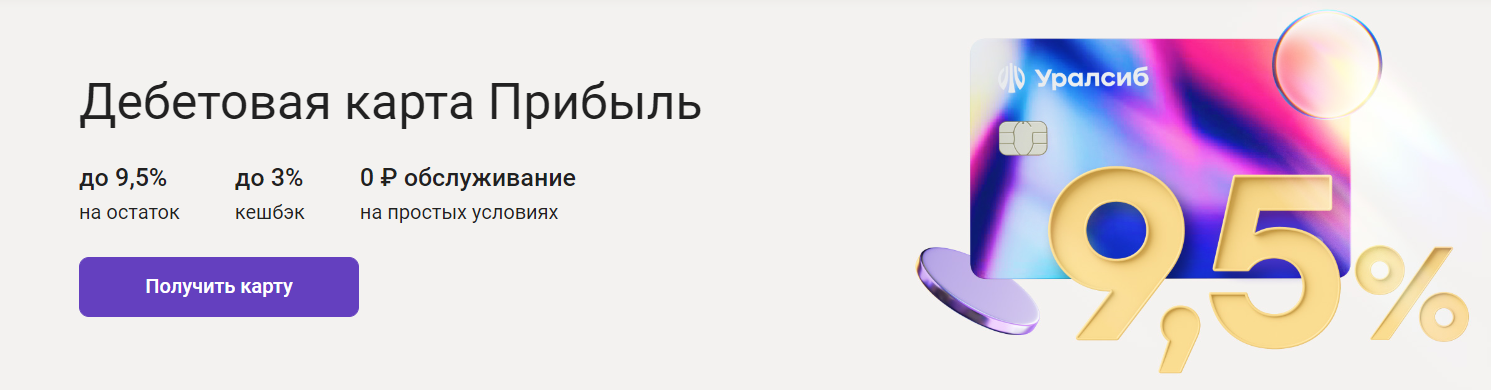 Дебетовая карта Прибыль
до 9,5%
на остаток
до 3%
кешбэк
0 ₽ обслуживание
на простых условиях
Получить карту
Уралсиб
9,5%